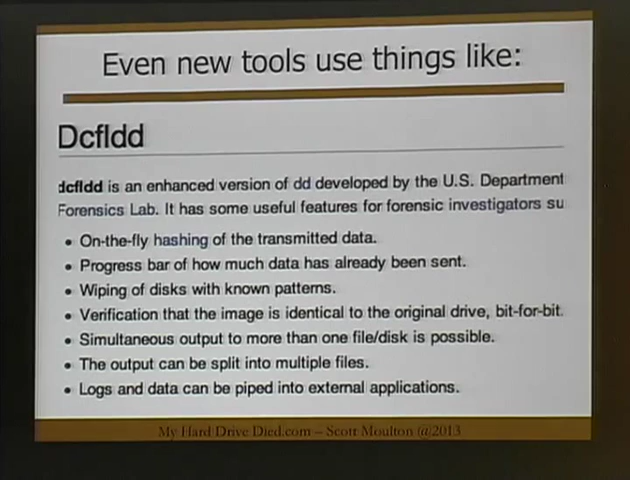 Even new tools use things like:
Dcfldd
dcfldd is an enhanced version of dd developed by the U.S. Department
Forensics Lab. It has some useful features for forensic investigators su
• On-the-fly hashing of the transmitted data.
• Progress bar of how much data has already been sent.
• Wiping of disks with known patterns.
• Verification that the image is identical to the original drive, bit-for-bit.
• Simultaneous output to more than one file/disk is possible.
• The output can be split into multiple files.
• Logs and data can be piped into external applications.
My Hard Drive Died.com – Scott Moulton @2013